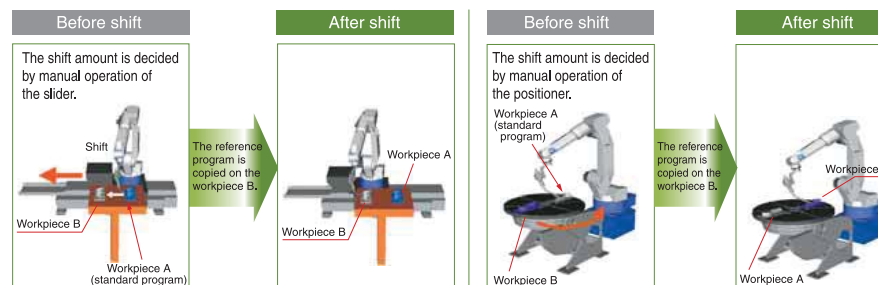 Before shift
After shift
The shift amount is decided
by manual operation of
the slider.
Shift
Workpiece B
Workpiece A
(standard program)
The reference
program is
copied on the
workpiece B.
Workpiece A
Workpiece B
Before shift
After shift
The shift amount is decided
by manual operation of
the positioner.
Workpiece A
(standard
program)
Workpiece B
The reference
program is
copied on the
workpiece B.
Workpiece
Workpiece A